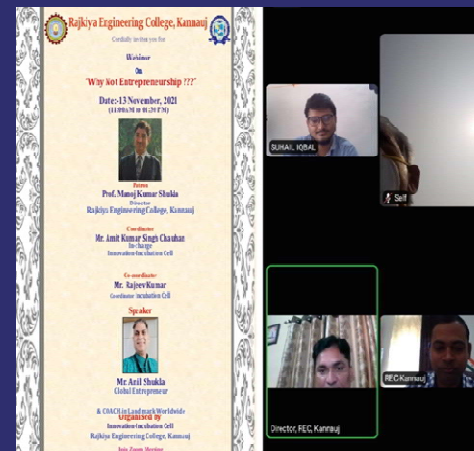 Rajkiya Engineering College, Kannauj
Cordially invites you for
Webinar
On
"Why Not Entrepreneurship ???"
Date:-13 November, 2021
Patron
Prof. Manoj Kumar Shukla
Director
Rajkiya Engineering College, Kannauj
Coordinator
Mr. Amit Kumar Singh Chauhan
In-charge
Innovation/Incubation Cell
Co-coordinator
Mr. Rajeev Kumar
Coordinator Incubation Cell
Speaker
Mr. Anil Shukla
Global Entrepreneur
& COACH in Landmark Worldwide
Organised by
Innovation/Incubation Cell
Rajkiya Engineering College, Kannauj
Join Zoom Meeting
SUHAIL IQBAL
Self
Director, REC, Kannauj
REC Kannauj